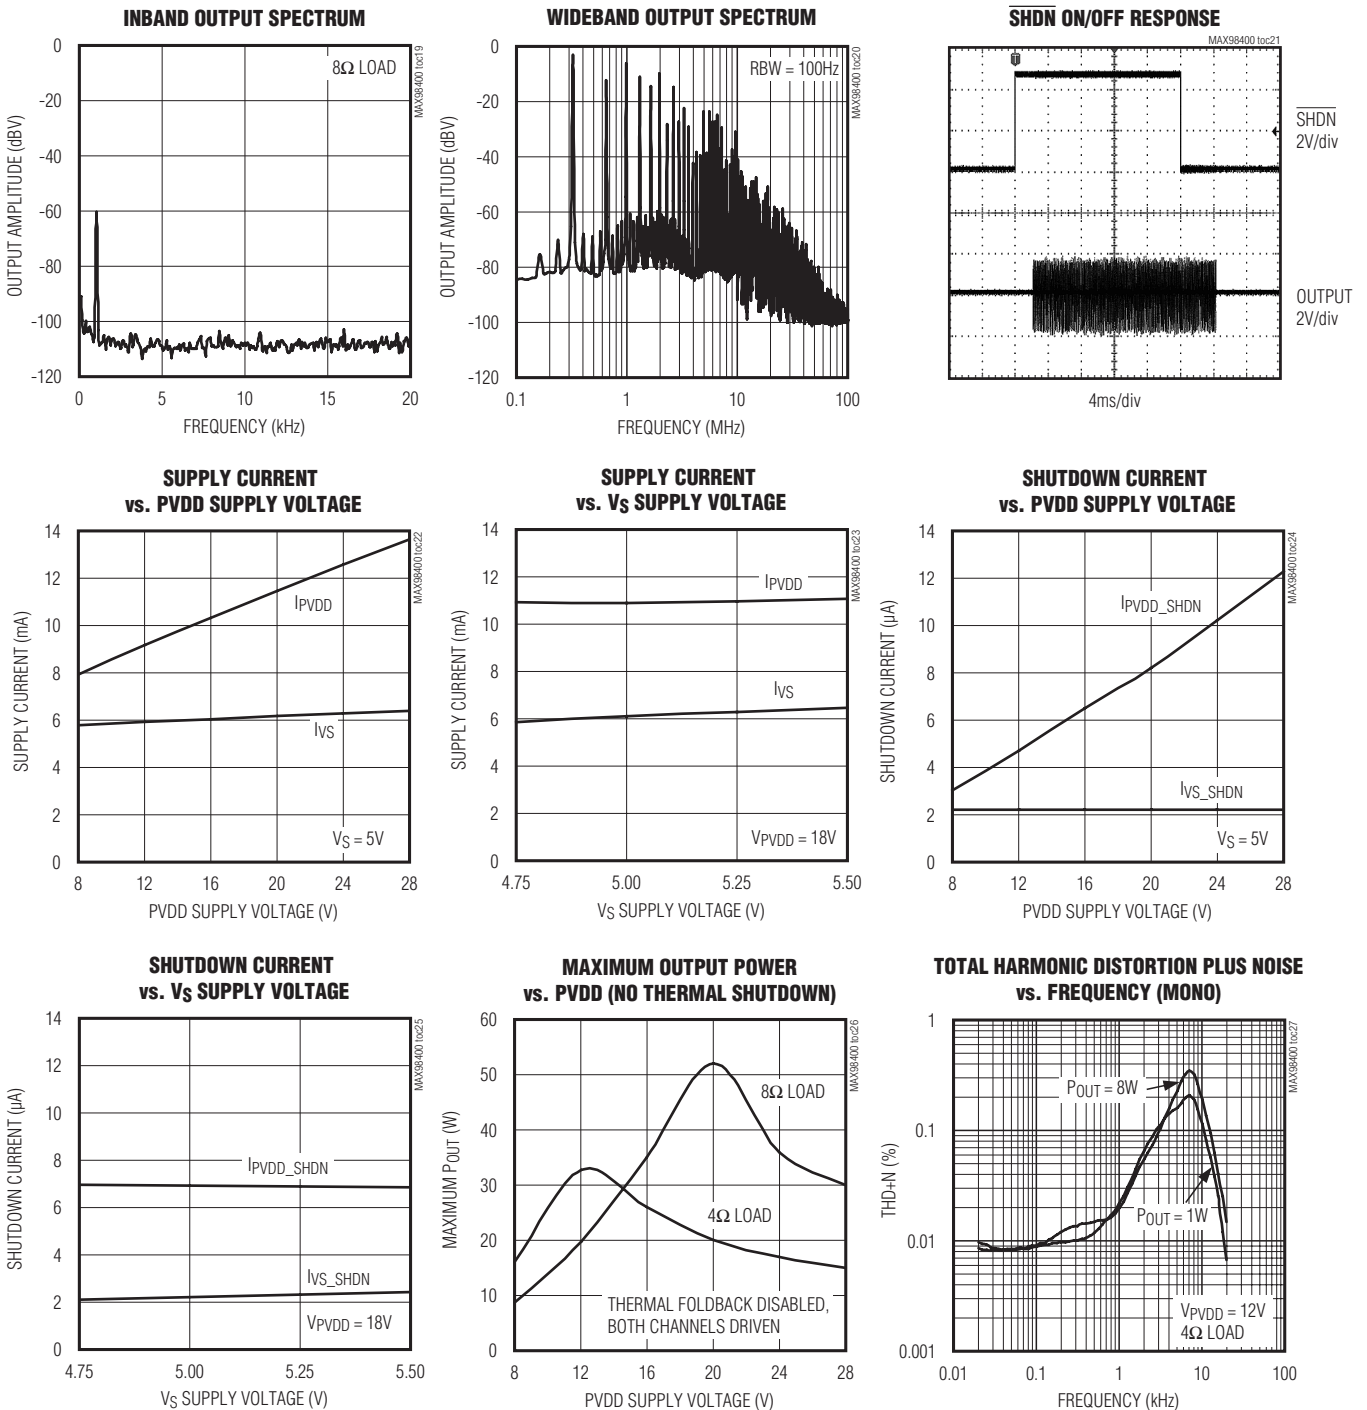 INBAND OUTPUT SPECTRUM
MAX98400 toc19
8Ω LOAD
OUTPUT AMPLITUDE (dBV)
0
-20
-40
-60
-80
-100
-120
0 5 10 15 20
FREQUENCY (kHz)
WIDEBAND OUTPUT SPECTRUM
MAX98400 toc20
RBW = 100Hz
OUTPUT AMPLITUDE (dBV)
0
-20
-40
-60
-80
-100
-120
0.1 1 10 100
FREQUENCY (MHz)
SHDN ON/OFF RESPONSE
MAX98400 toc21
SHDN
2V/div
OUTPUT
2V/div
4ms/div
SUPPLY CURRENT
vs. PVDD SUPPLY VOLTAGE
MAX98400 toc22
SUPPLY CURRENT (mA)
14
12
10
8
6
4
2
0
IPVDD
IVS
VS = 5V
8 12 16 20 24 28
PVDD SUPPLY VOLTAGE (V)
SUPPLY CURRENT
vs. VS SUPPLY VOLTAGE
MAX98400 toc23
SUPPLY CURRENT (mA)
14
12
10
8
6
4
2
0
IPVDD
IVS
VPVDD = 18V
4.75 5.00 5.25 5.50
VS SUPPLY VOLTAGE (V)
SHUTDOWN CURRENT
vs. PVDD SUPPLY VOLTAGE
MAX98400 toc24
SHUTDOWN CURRENT (µA)
14
12
10
8
6
4
2
0
IPVDD_SHDN
IVS_SHDN
VS = 5V
8 12 16 20 24 28
PVDD SUPPLY VOLTAGE (V)
SHUTDOWN CURRENT
vs. VS SUPPLY VOLTAGE
MAX98400 toc25
SHUTDOWN CURRENT (µA)
14
12
10
8
6
4
2
0
IPVDD_SHDN
IVS_SHDN
VPVDD = 18V
4.75 5.00 5.25 5.50
VS SUPPLY VOLTAGE (V)
MAXIMUM OUTPUT POWER
vs. PVDD (NO THERMAL SHUTDOWN)
MAX98400 toc26
MAXIMUM POUT (W)
60
50
40
30
20
10
0
8Ω LOAD
4Ω LOAD
THERMAL FOLDBACK DISABLED,
BOTH CHANNELS DRIVEN
8 12 16 20 24 28
PVDD SUPPLY VOLTAGE (V)
TOTAL HARMONIC DISTORTION PLUS NOISE
vs. FREQUENCY (MONO)
MAX98400 toc27
THD+N (%)
1
0.1
0.01
0.001
POUT = 8W
POUT = 1W
VPVDD = 12V
4Ω LOAD
0.01 0.1 1 10 100
FREQUENCY (kHz)